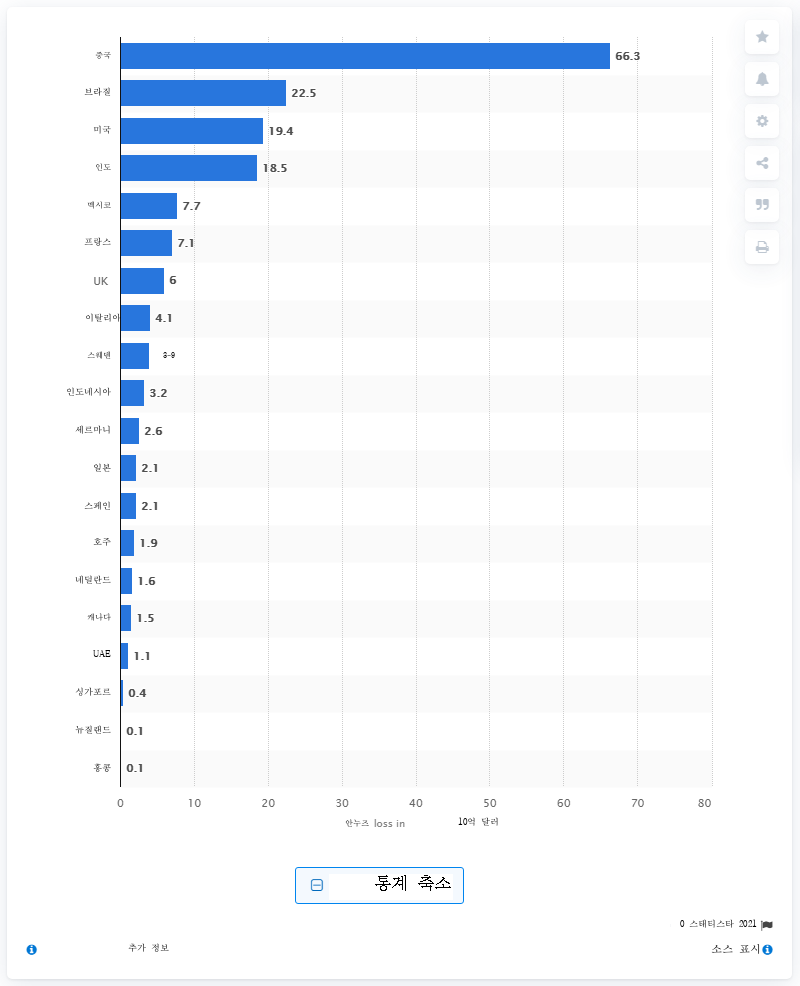 중국 66.3
브라질 22.5
미국 19.4
인도 18.5
멕시코 7.7
프랑스 7.1
UK 6
이탈리아 4.1
스웨덴 3-9
인도네시아 3.2
세르마니 2.6
일본 2.1
스페인 2.1
호주 1.9
네덜란드 1.6
캐나다 1.5
UAE 1.1
싱가포르 0.4
뉴질랜드 0.1
홍콩 0.1
0 10 20 30 40 50 60 70 80
안누즈 loss in 10억 달러
통계 축소
0 스태티스타 2021
추가 정보 소스 표시